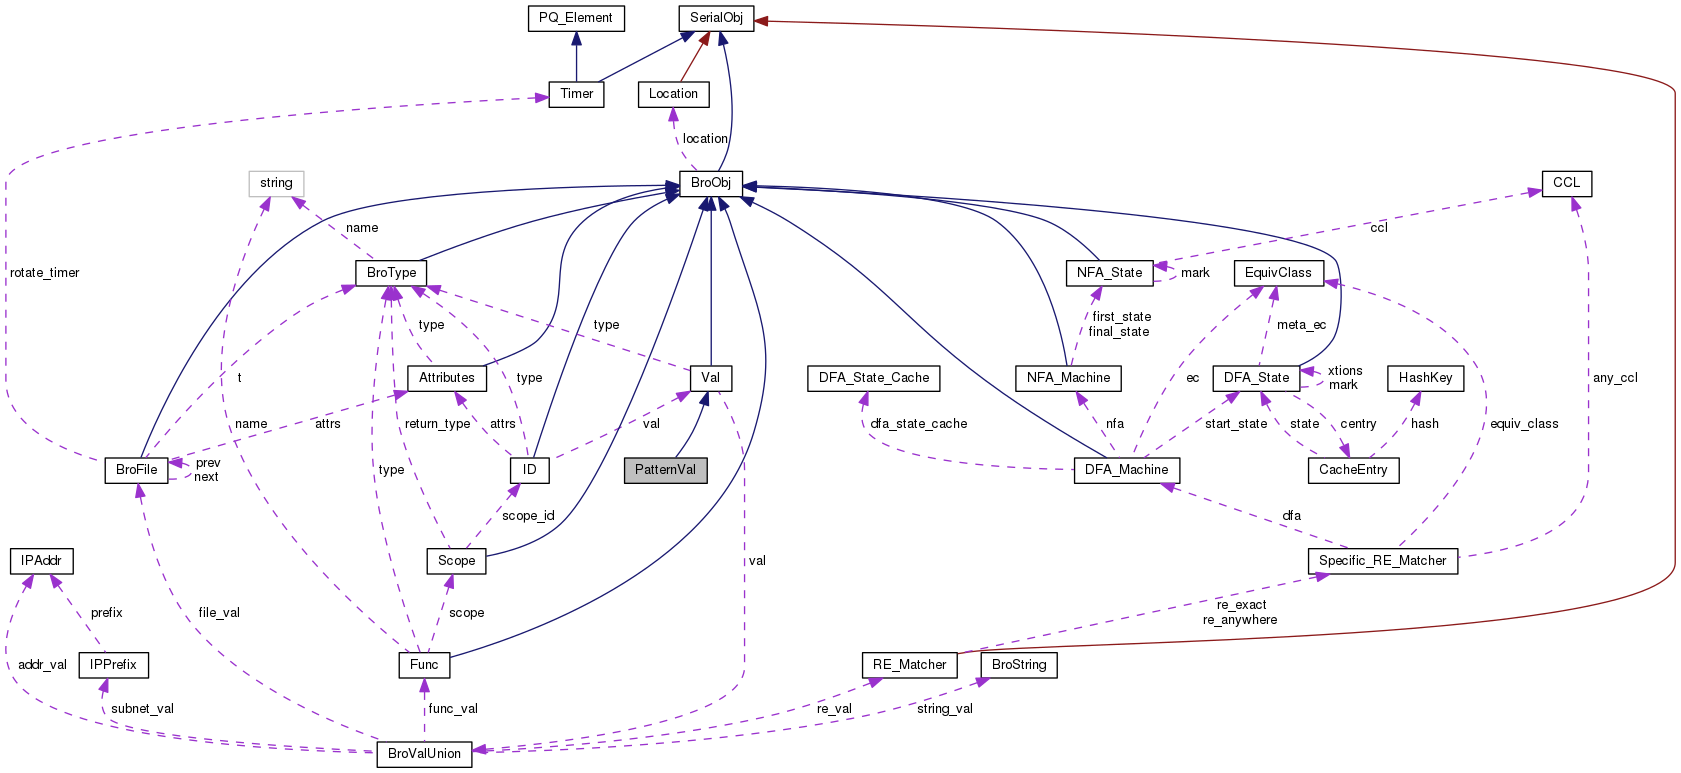 PQ_Element
SerialObj
Timer
Location
location
string
BroObj
CCL
name
ccl
rotate_timer
BroType
NFA_State
mark
EquivClass
type
type
first_state
final_state
meta_ec
t
Attributes
type
Val
DFA_State_Cache
NFA_Machine
ec
DFA_State
xtions
mark
HashKey
any_ccl
name
attrs
return_type
attrs
val
dfa_state_cache
nfa
start_state
state
centry
hash
equiv_class
BroFile
prev
next
type
ID
PatternVal
DFA_Machine
CacheEntry
scope_id
dfa
IPAddr
Scope
val
Specific_RE_Matcher
prefix
file_val
scope
re_exact
re_anywhere
addr_val
IPPrefix
Func
RE_Matcher
BroString
subnet_val
func_val
re_val
string_val
BroValUnion